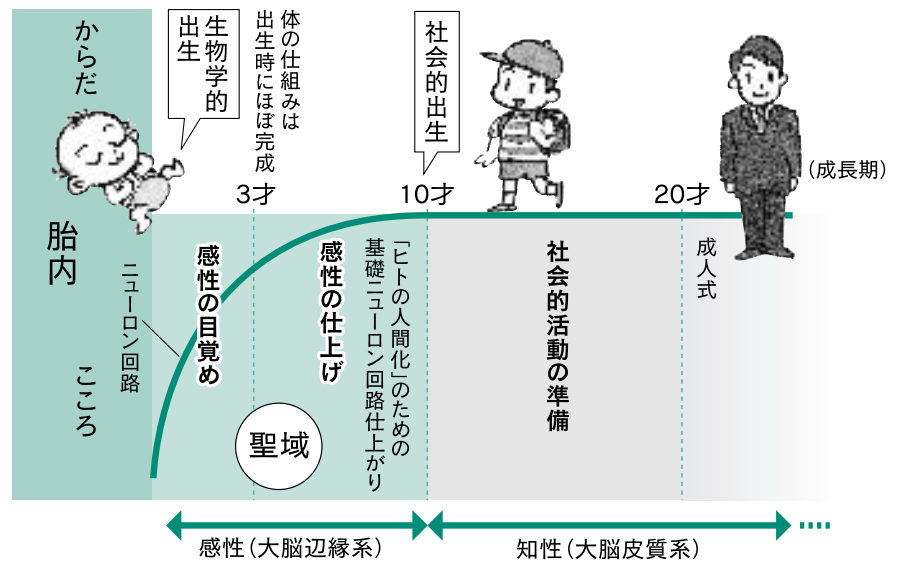 からだ
胎内
こころ
生物学的
出生
体の仕組みは
出生時にほぼ完成
社会的出生
3才
10才
20才
(成長期)
ニューロン回路
感性の目覚め
感性の仕上げ
「ヒトの人間化」のための
基礎ニューロン回路仕上がり
聖域
社会的活動の準備
成人式
感性(大脳辺縁系)
知性(大脳皮質系)